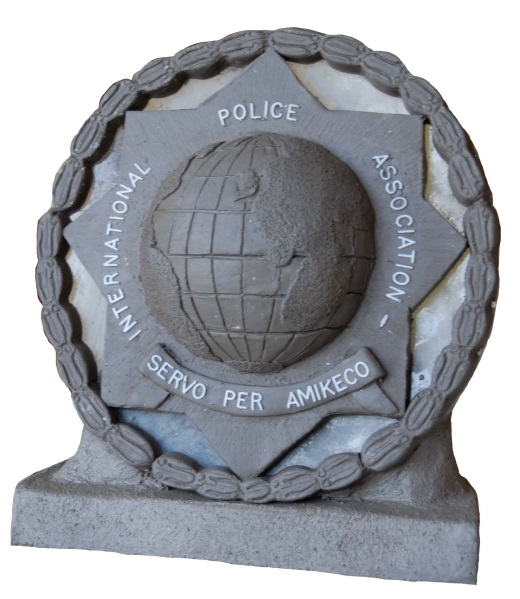 INTERNATIONAL POLICE ASSOCIATION -
SERVO PER AMIKECO